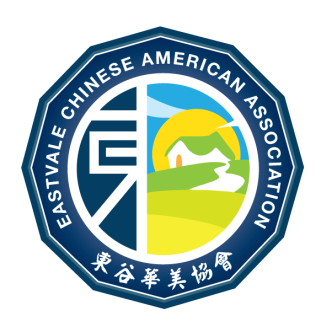 EASTVALE CHINESE AMERICAN ASSOCIATION
東谷華美協會